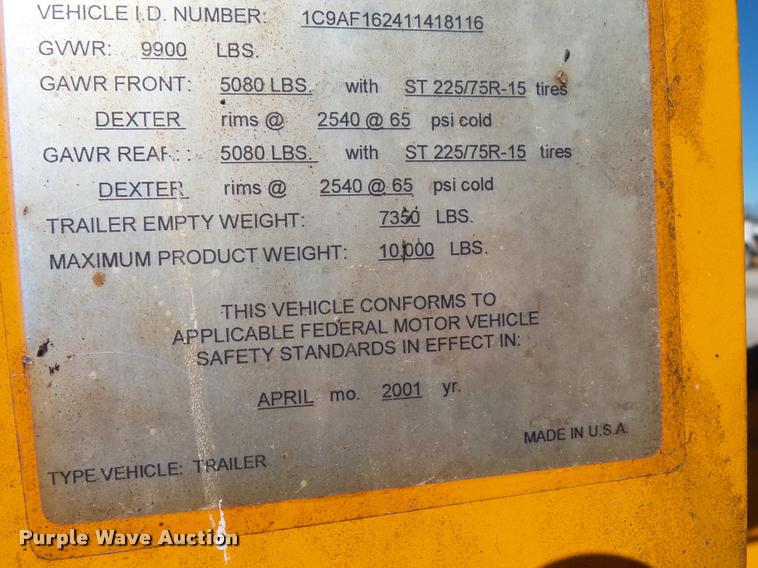 VEHICLE I.D. NUMBER: 1C9AF162411418116
GVWR: 9900 LBS.
GAWR FRONT: 5080 LBS. with ST 225/75R-15 tires
DEXTER rims @ 2540 @ 65 psi cold
GAWR REAR: : 5080 LBS. with ST 225/75R-15 tires
DEXTER rims @ 2540 @ 65 psi cold
TRAILER EMPTY WEIGHT: 7350 LBS.
MAXIMUM PRODUCT WEIGHT: 10,000 LBS.
THIS VEHICLE CONFORMS TO
APPLICABLE FEDERAL MOTOR VEHICLE
SAFETY STANDARDS IN EFFECT IN:
APRIL mo. 2001 yr.
MADE IN U.S.A.
TYPE VEHICLE: TRAILER
Purple Wave Auction